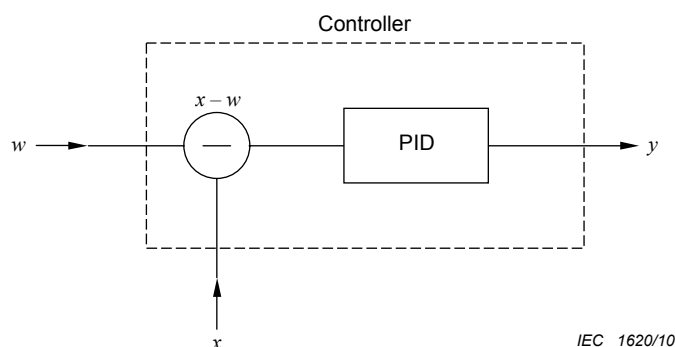 Controller
x – w
w
—
PID
y
x
IEC 1620/10